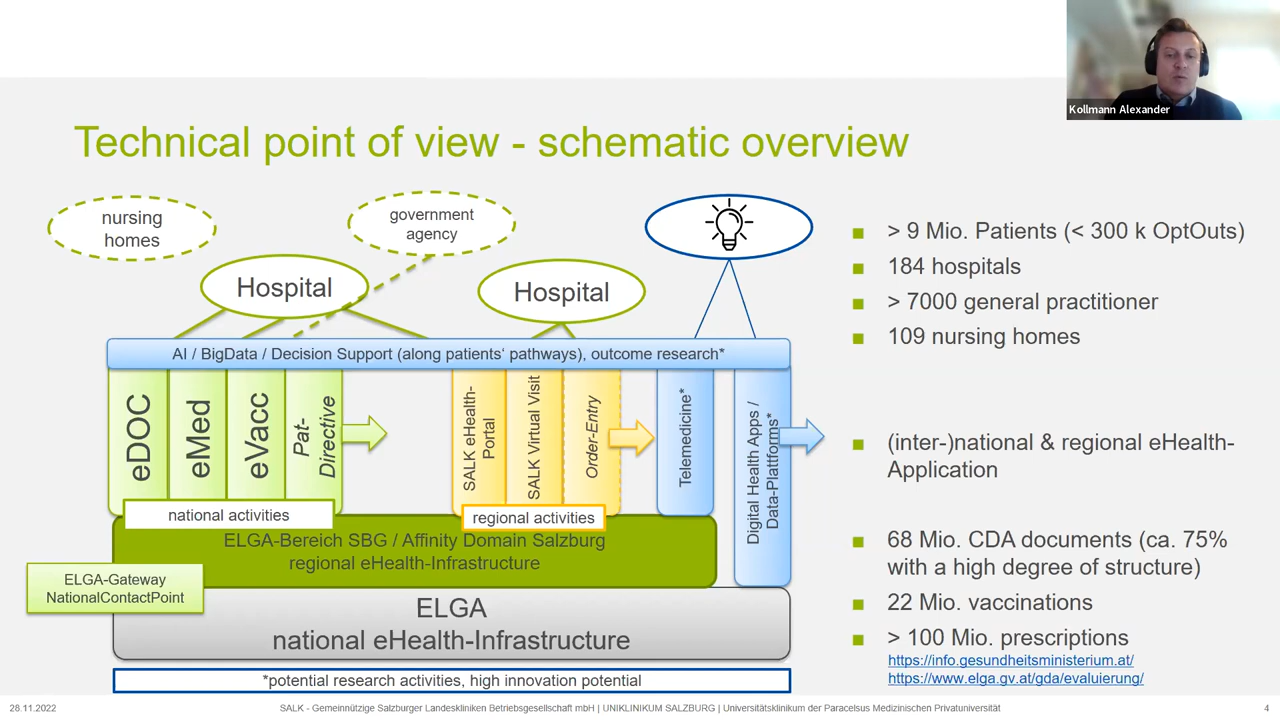 Kollmann Alexander
Technical point of view - schematic overview
nursing
homes
government
agency
Hospital
Hospital
AI / BigData / Decision Support (along patients‘ pathways), outcome research*
eDOC
eMed
eVacc
Pat-
Directive
SALK eHealth-
Portal
SALK Virtual Visit
Order-Entry
Telemedicine*
Digital Health Apps /
Data-Plattforms*
national activities
regional activities
ELGA-Bereich SBG / Affinity Domain Salzburg
regional eHealth-Infrastructure
ELGA-Gateway
NationalContactPoint
ELGA
national eHealth-Infrastructure
*potential research activities, high innovation potential
> 9 Mio. Patients (< 300 k OptOuts)
184 hospitals
> 7000 general practitioner
109 nursing homes
(inter-)national & regional eHealth-
Application
68 Mio. CDA documents (ca. 75%
with a high degree of structure)
22 Mio. vaccinations
> 100 Mio. prescriptions
https://info.gesundheitsministerium.at/
https://www.elga.gv.at/gda/evaluierung/
28.11.2022
SALK - Gemeinnützige Salzburger Landeskliniken Betriebsgesellschaft mbH | UNIKLINIKUM SALZBURG | Universitätsklinikum der Paracelsus Medizinischen Privatuniversität
4